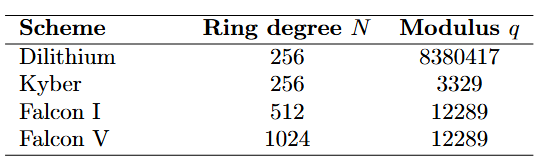 Scheme Ring degree N Modulus q
Dilithium 256 8380417
Kyber 256 3329
Falcon I 512 12289
Falcon V 1024 12289